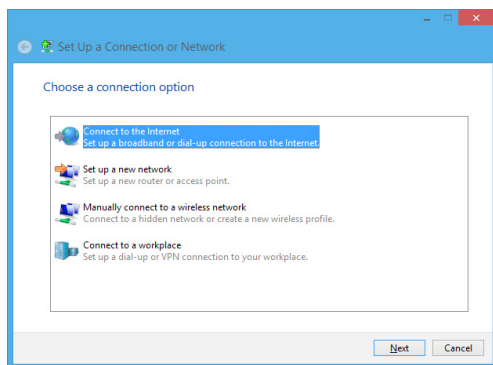 Set Up a Connection or Network
Choose a connection option
Connect to the Internet
Set up a broadband or dial-up connection to the Internet.
Set up a new network
Set up a new router or access point.
Manually connect to a wireless network
Connect to a hidden network or create a new wireless profile.
Connect to a workplace
Set up a dial-up or VPN connection to your workplace.
Next Cancel